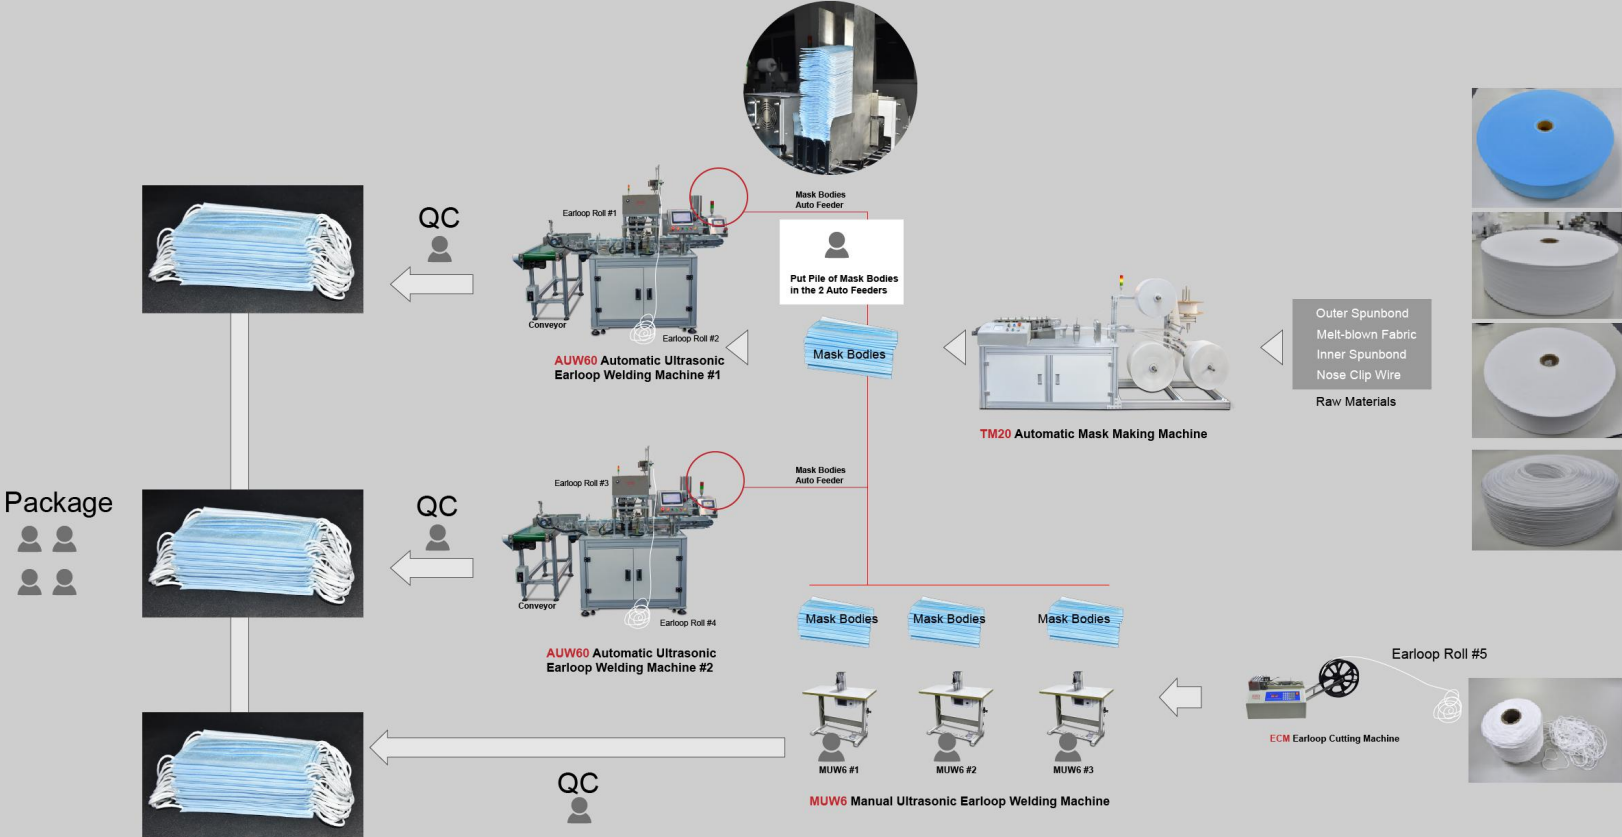 Mask Bodies
Auto Feeder
QC
Earloop Roll #1
Put Pile of Mask Bodies
in the 2 Auto Feeders
Conveyor
Earloop Roll #2
AUW60 Automatic Ultrasonic
Earloop Welding Machine #1
Mask Bodies
Outer Spunbond
Melt-blown Fabric
Inner Spunbond
Nose Clip Wire
Raw Materials
TM20 Automatic Mask Making Machine
Mask Bodies
Auto Feeder
Package
QC
Earloop Roll #3
Conveyor
Earloop Roll #4
AUW60 Automatic Ultrasonic
Earloop Welding Machine #2
Mask Bodies
Mask Bodies
Mask Bodies
Earloop Roll #5
ECM Earloop Cutting Machine
MUW6 #1
MUW6 #2
MUW6 #3
QC
MUW6 Manual Ultrasonic Earloop Welding Machine